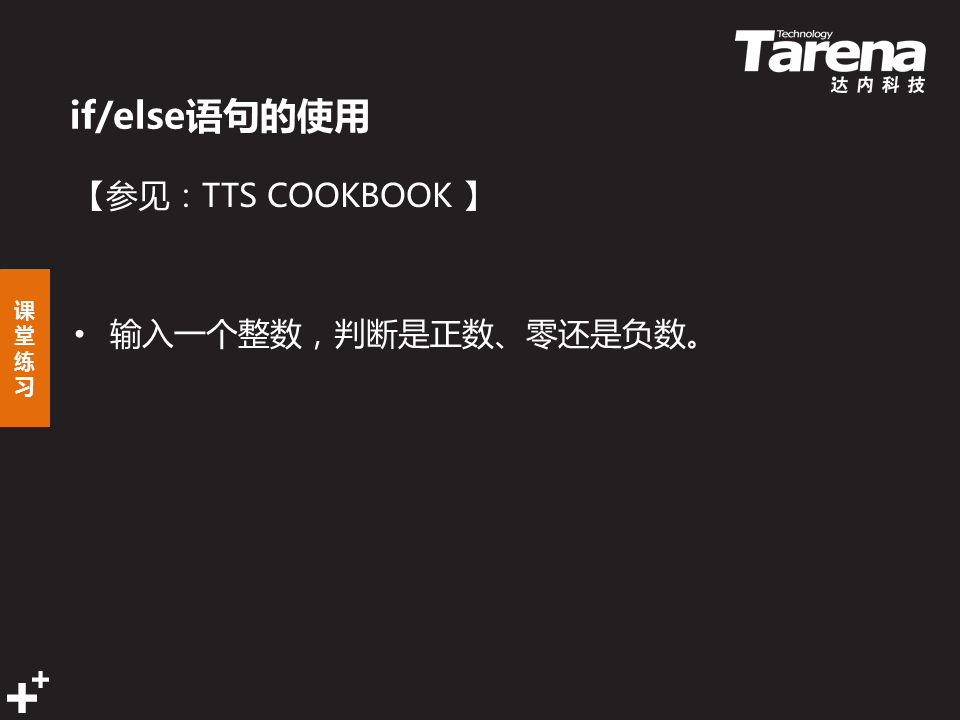 Technology
Tarena
达内科技
if/else语句的使用
【参见：TTS COOKBOOK 】
课
堂
练
习
• 输入一个整数，判断是正数、零还是负数。